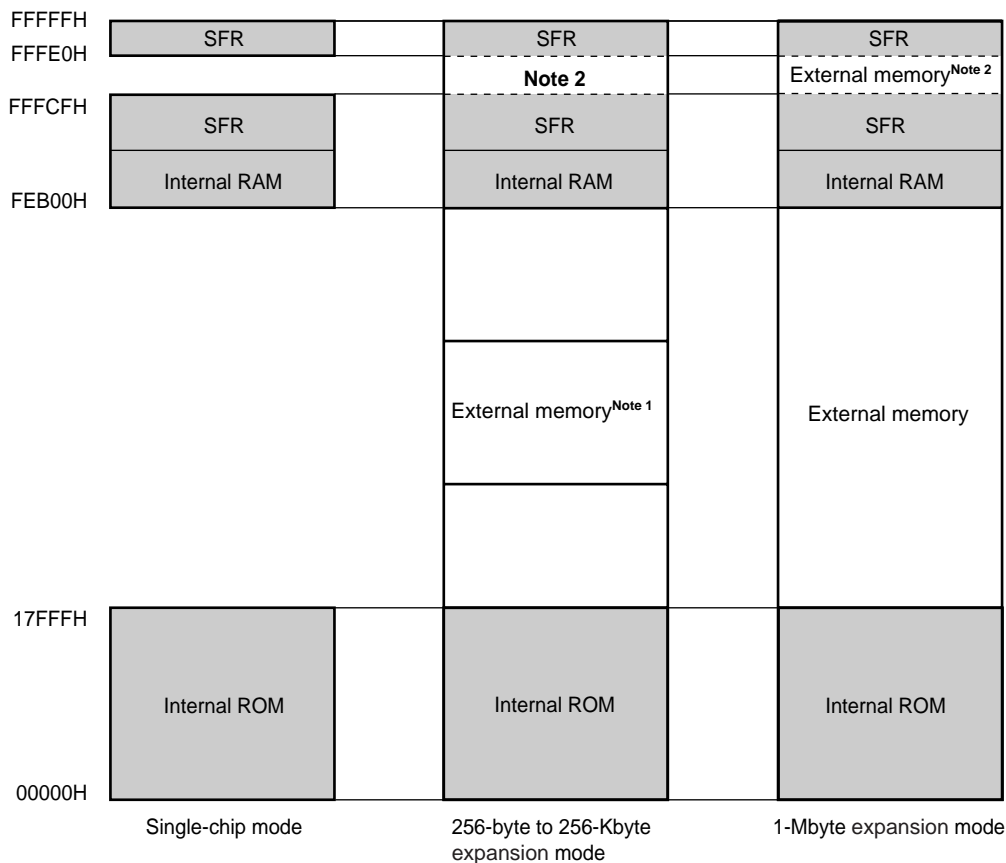 FFFFFH
SFR SFR SFR
FFFE0H
Note 2 External memoryNote 2
FFFCFH
SFR SFR SFR
Internal RAM Internal RAM Internal RAM
FEB00H
External memoryNote 1 External memory
17FFFH
Internal ROM Internal ROM Internal ROM
00000H
Single-chip mode 256-byte to 256-Kbyte 1-Mbyte expansion mode
expansion mode